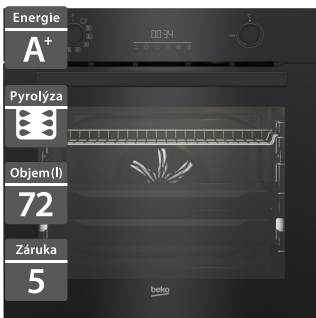 Energie
A+
Pyrolýza
Objem(l)
72
Záruka
5
00 34
beko